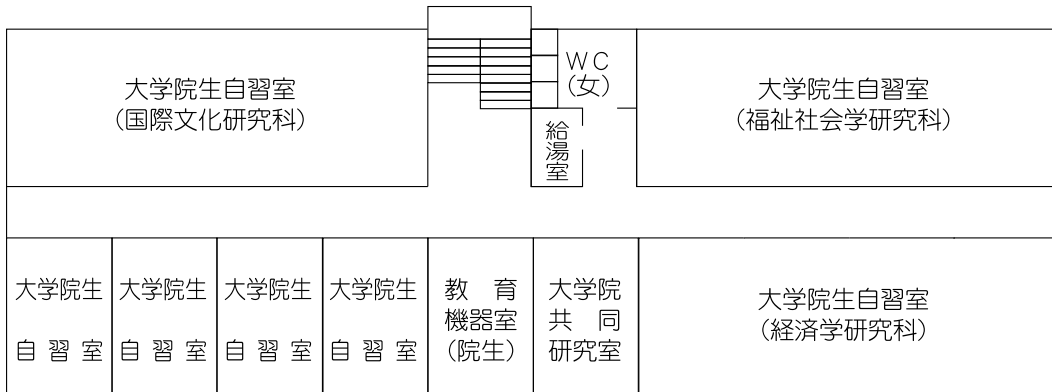 大学院生自習室
(国際文化研究科)
WC
(女)
給湯室
大学院生自習室
(福祉社会学研究科)
大学院生
自習室
大学院生
自習室
大学院生
自習室
大学院生
自習室
教育
機器室
(院生)
大学院
共同
研究室
大学院生自習室
(経済学研究科)